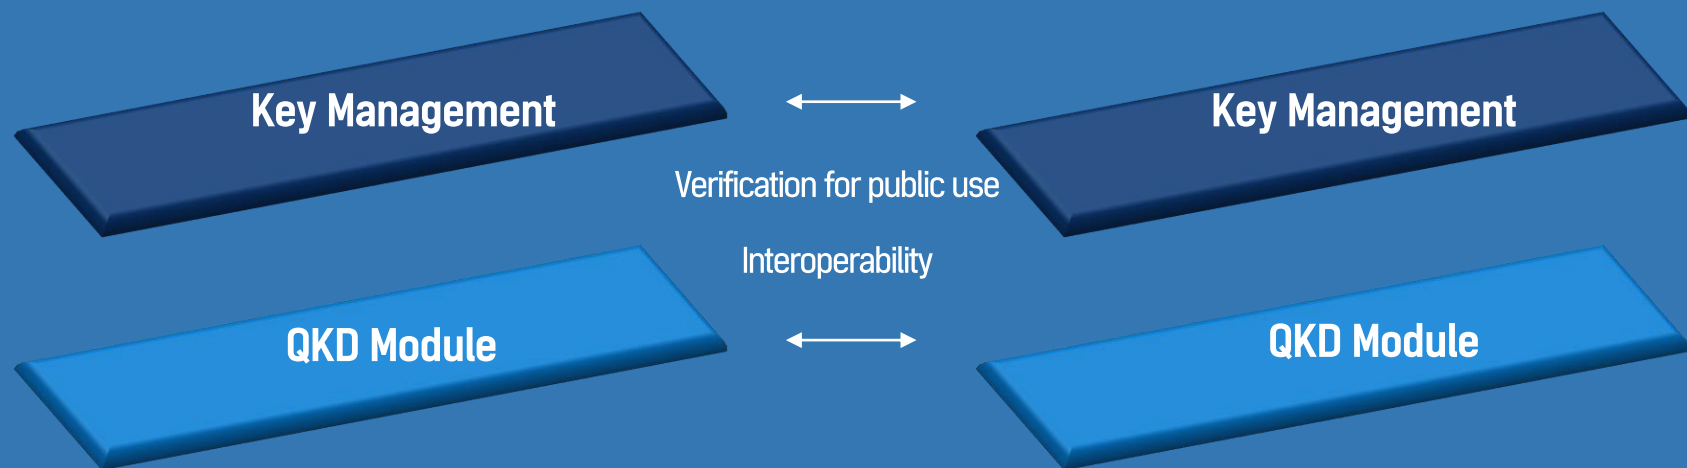 Key Management
Key Management
Verification for public use
Interoperability
QKD Module
QKD Module